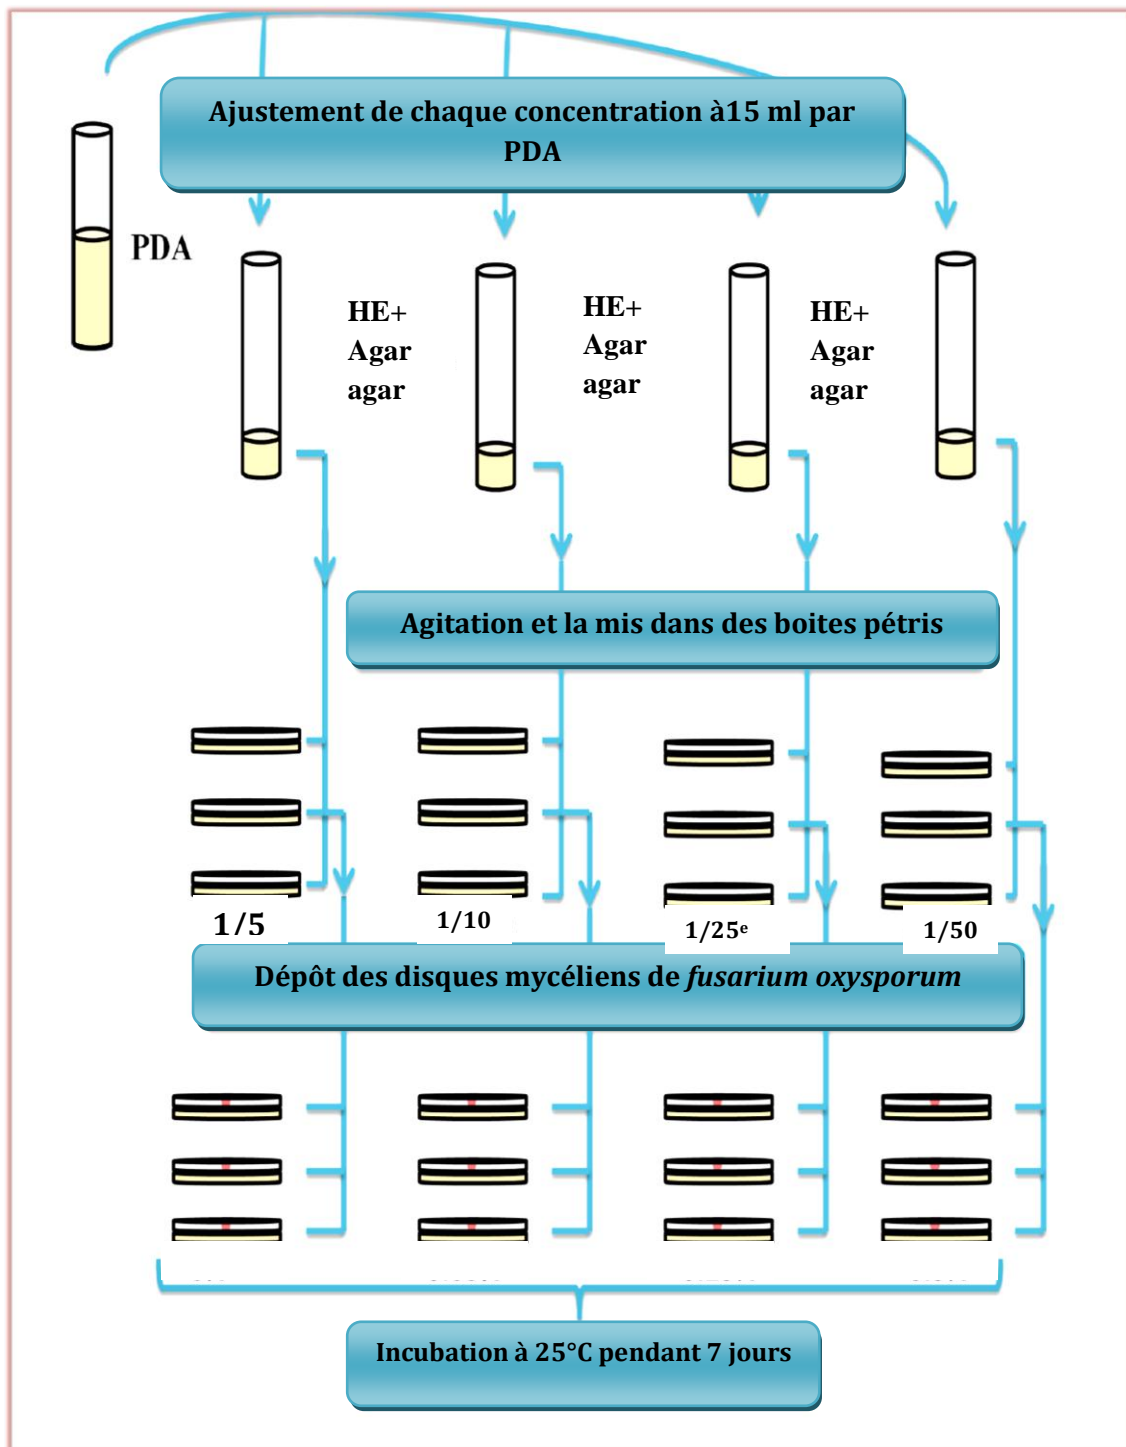 Ajustement de chaque concentration à15 ml par
PDA
PDA
HE+
Agar
agar
HE+
Agar
agar
HE+
Agar
agar
Agitation et la mis dans des boites pétris
1/5
1/10
1/25e
1/50
Dépôt des disques mycéliens de fusarium oxysporum
Incubation à 25°C pendant 7 jours